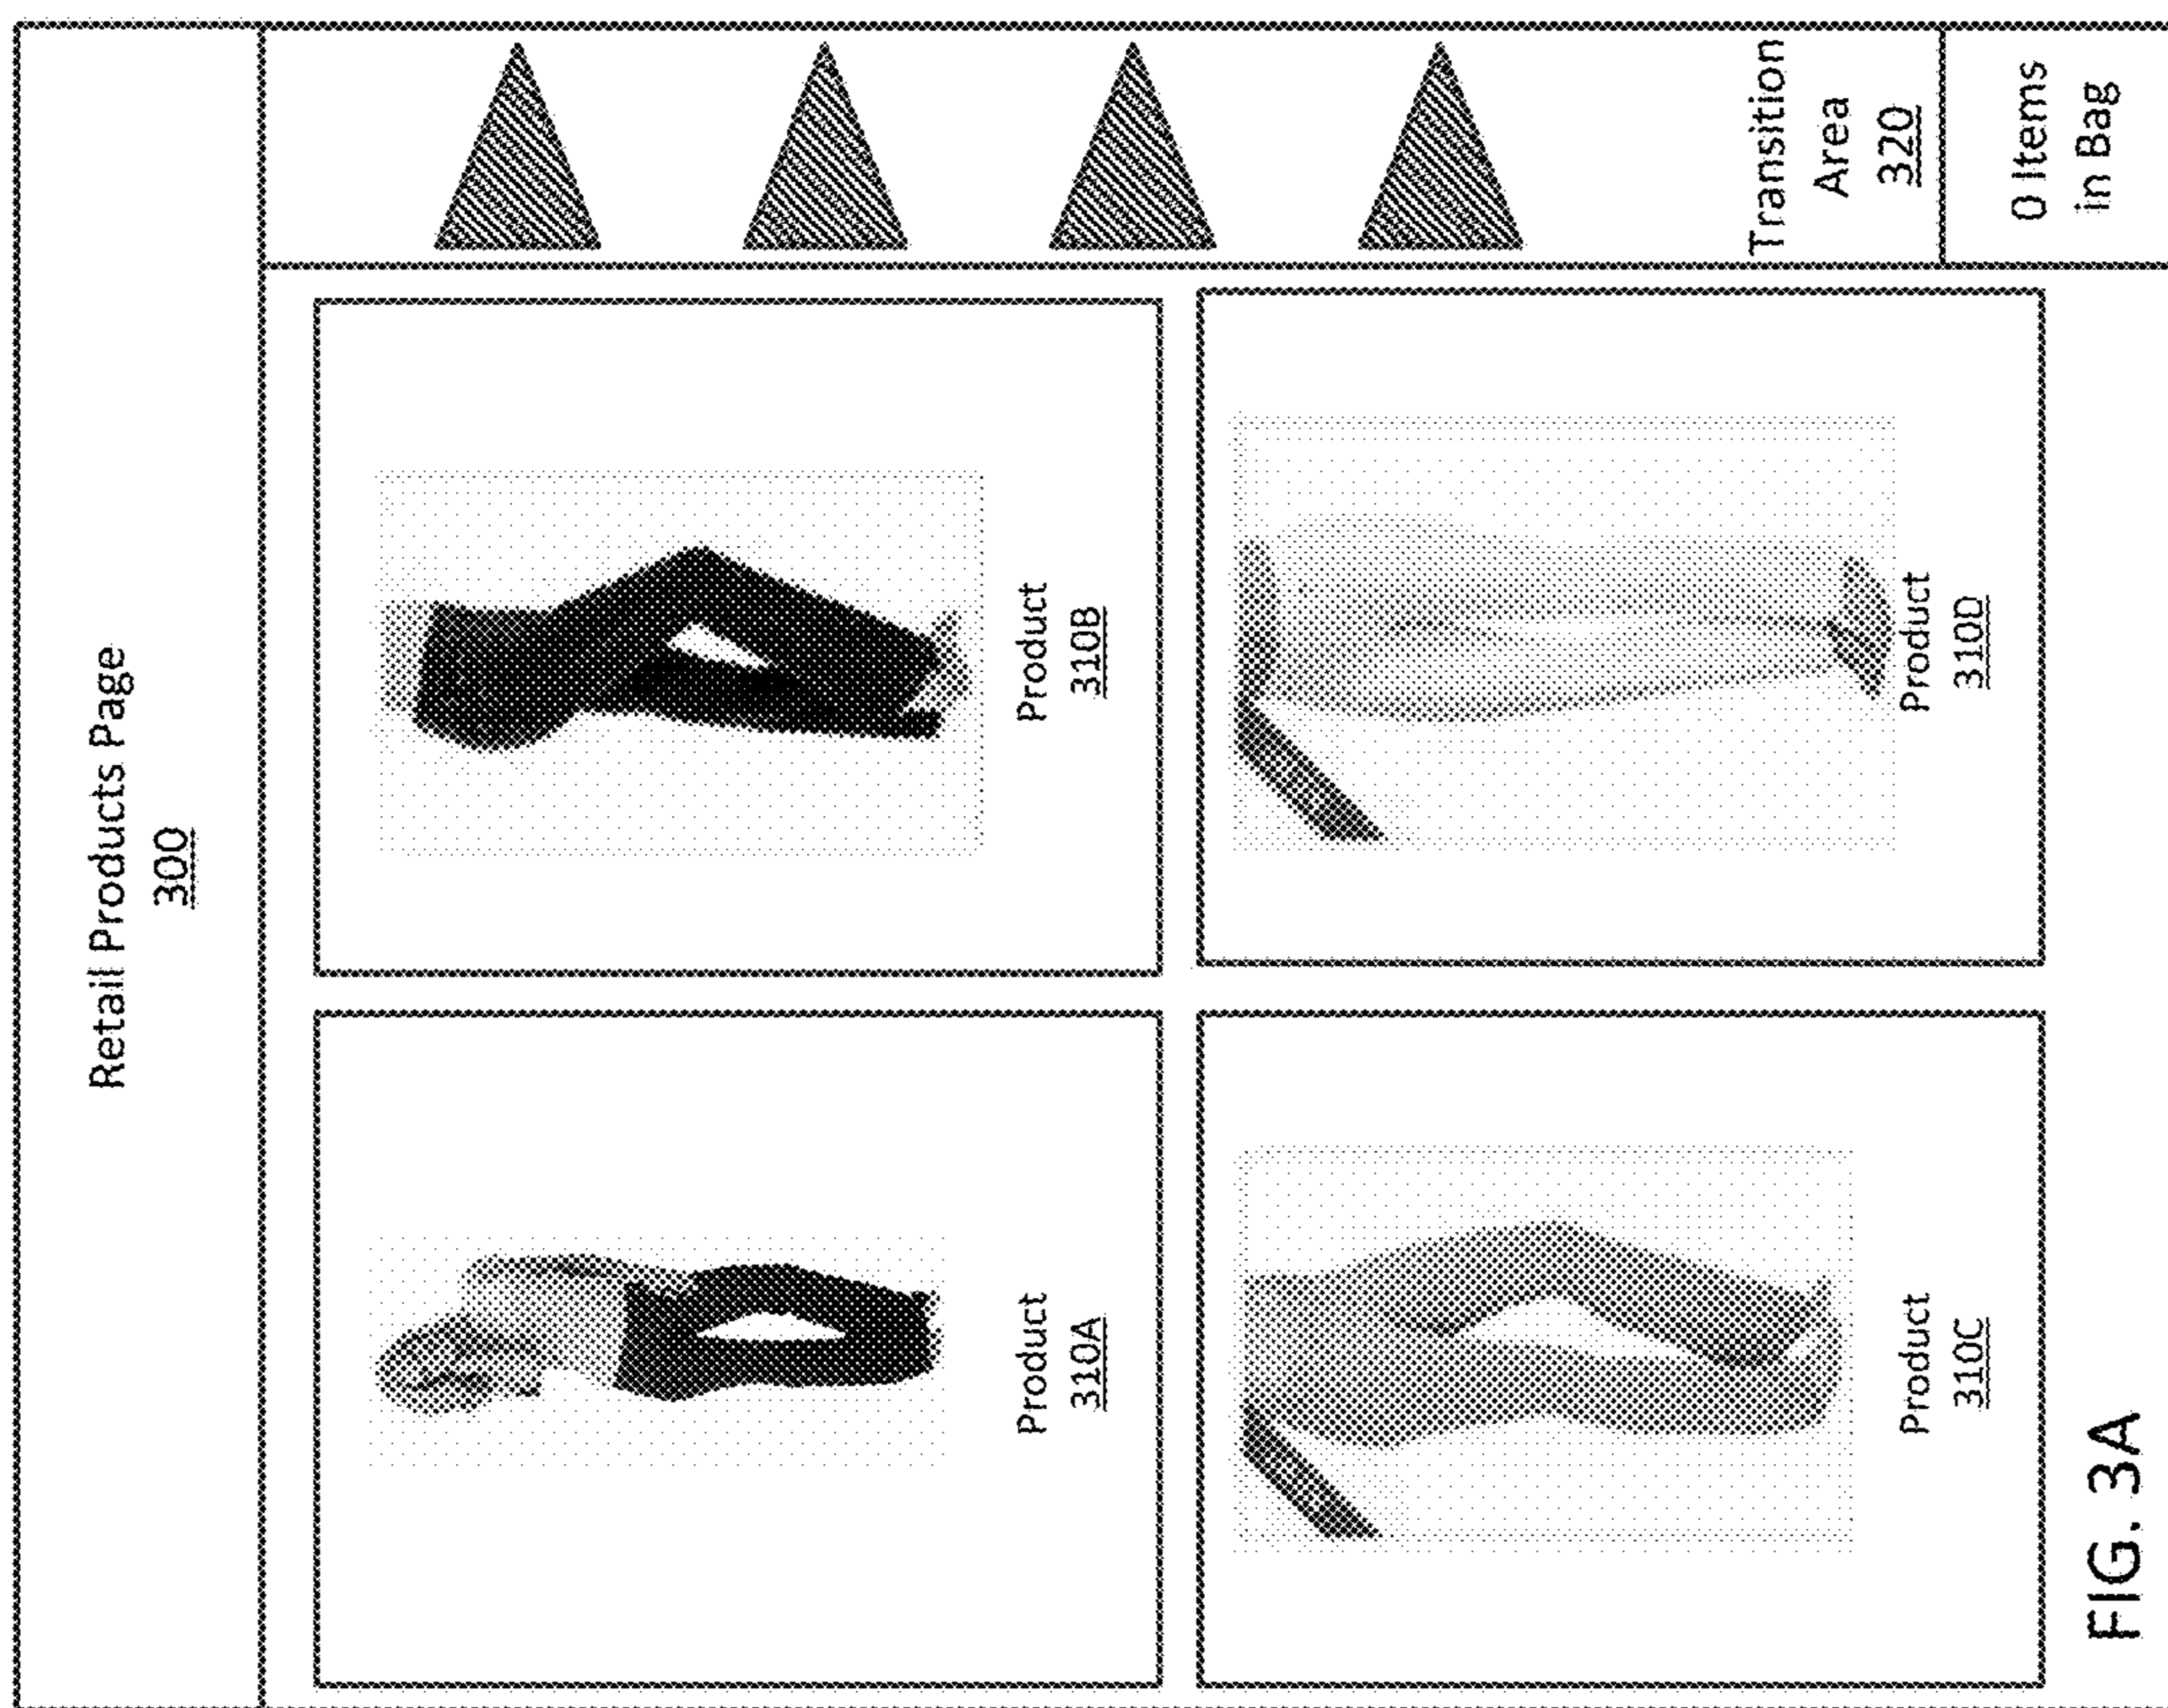 Retail Products Page
300
Product
310A
Product
310B
Product
310C
Product
310D
Transition
Area
320
0 Items
in Bag
FIG. 3A